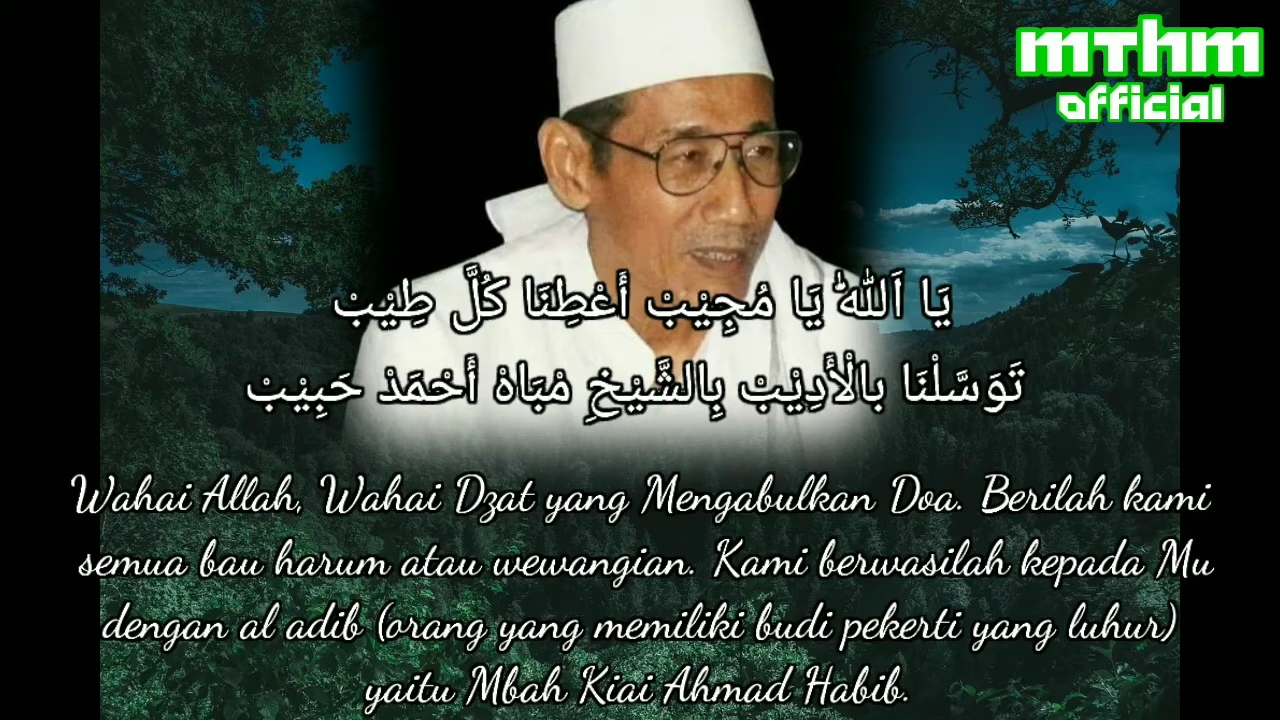 MThM
official
يَا اَللهُ يَا مُجِيْبْ أَعْطِنَا كُلَّ طِيْبْ
تَوَسَّلْنَا بالْأَدِيْبْ بِالشَّيْخِ مْبَاهْ أَحْمَدْ حَبِيْبْ
Wahai Allah, Wahai Dzat yang Mengabulkan Doa. Berilah kami
semua bau harum atau wewangian. Kami berwasilah kepada Mu
dengan al adib (orang yang memiliki budi pekerti yang luhur)
yaitu Mbah Kiai Ahmad Habib.